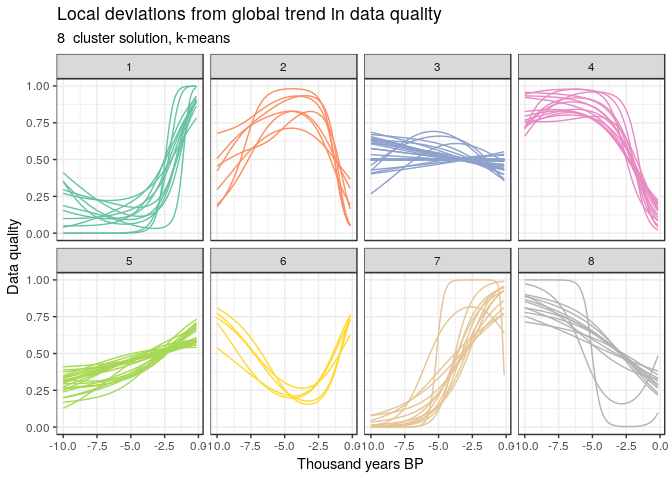 Local deviations from global trend in data quality
8 cluster solution, k-means
1 2 3 4
1.00
0.75
0.50
0.25
0.00
Data quality
5 6 7 8
1.00
0.75
0.50
0.25
0.00
-10.0 -7.5 -5.0 -2.5 0.0 -10.0 -7.5 -5.0 -2.5 0.0 -10.0 -7.5 -5.0 -2.5 0.0 -10.0 -7.5 -5.0 -2.5 0.0
Thousand years BP